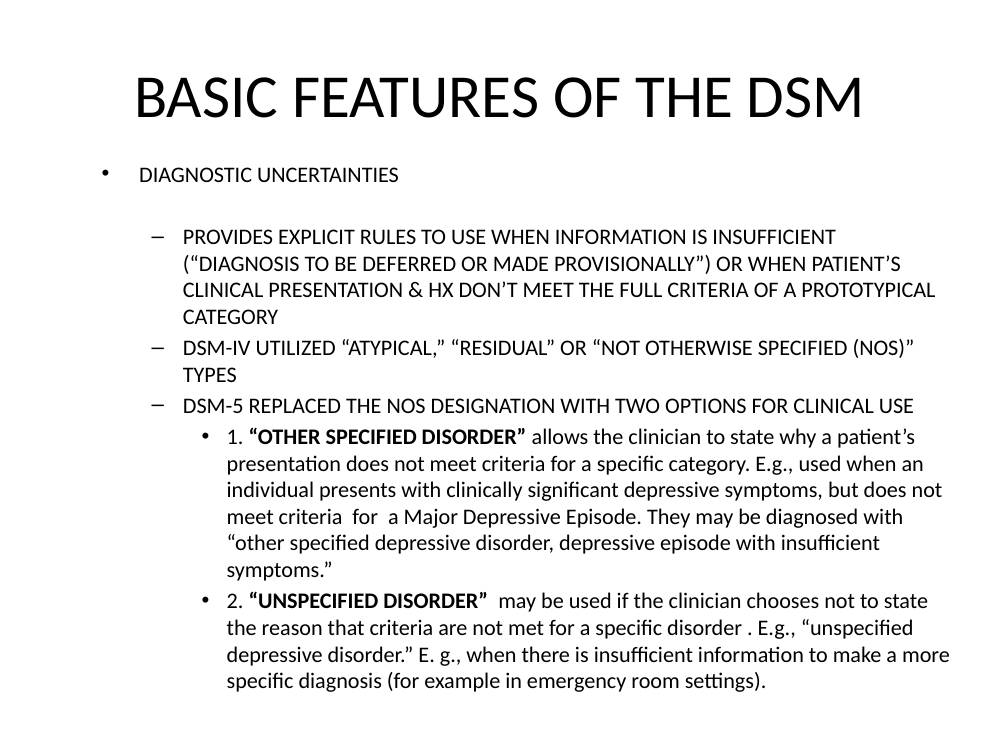 BASIC FEATURES OF THE DSM
• DIAGNOSTIC UNCERTAINTIES
– PROVIDES EXPLICIT RULES TO USE WHEN INFORMATION IS INSUFFICIENT
(“DIAGNOSIS TO BE DEFERRED OR MADE PROVISIONALLY”) OR WHEN PATIENT’S
CLINICAL PRESENTATION & HX DON’T MEET THE FULL CRITERIA OF A PROTOTYPICAL
CATEGORY
– DSM-IV UTILIZED “ATYPICAL,” “RESIDUAL” OR “NOT OTHERWISE SPECIFIED (NOS)”
TYPES
– DSM-5 REPLACED THE NOS DESIGNATION WITH TWO OPTIONS FOR CLINICAL USE
• 1. “OTHER SPECIFIED DISORDER” allows the clinician to state why a patient’s
presentation does not meet criteria for a specific category. E.g., used when an
individual presents with clinically significant depressive symptoms, but does not
meet criteria  for  a Major Depressive Episode. They may be diagnosed with
“other specified depressive disorder, depressive episode with insufficient
symptoms.”
• 2. “UNSPECIFIED DISORDER”  may be used if the clinician chooses not to state
the reason that criteria are not met for a specific disorder . E.g., “unspecified
depressive disorder.” E. g., when there is insufficient information to make a more
specific diagnosis (for example in emergency room settings).